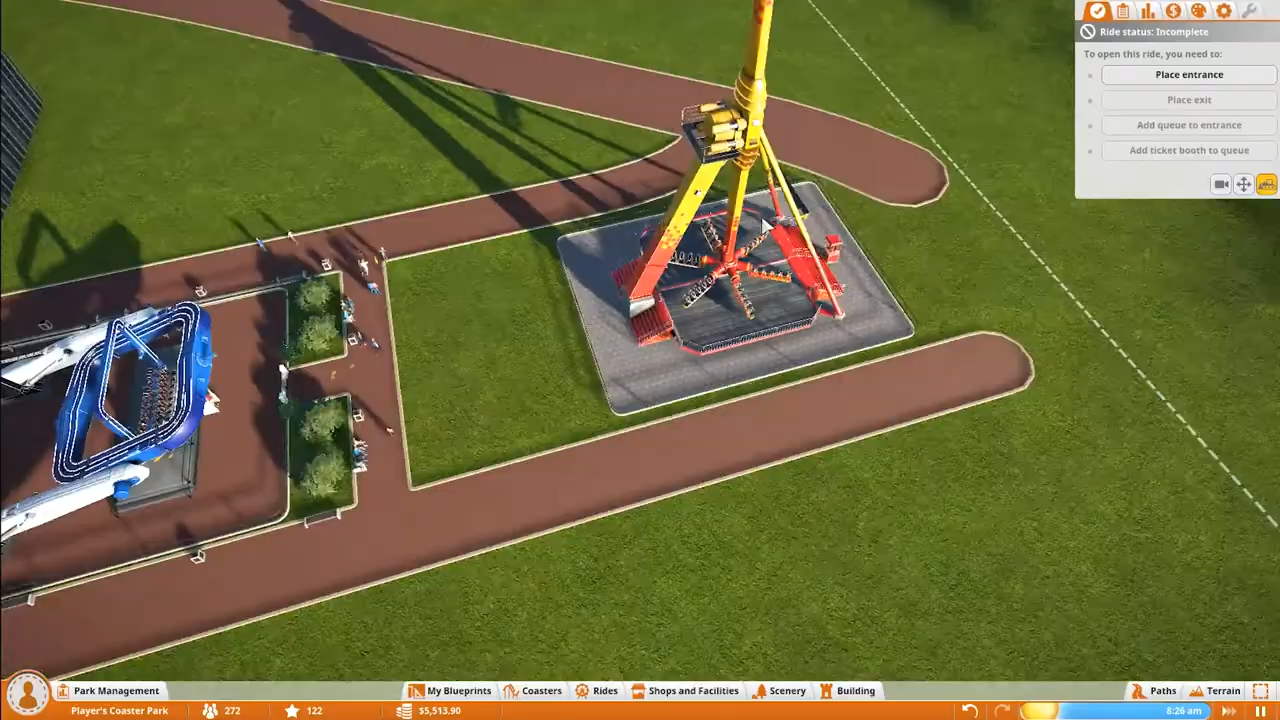 Ride status: Incomplete
To open this ride, you need to:
Place entrance
Place exit
Add queue to entrance
Add ticket booth to queue
Park Management
My Blueprints
Coasters
Rides
Shops and Facilities
Scenery
Building
Paths
Terrain
Player's Coaster Park
272
122
$5,513.90
8:26 am